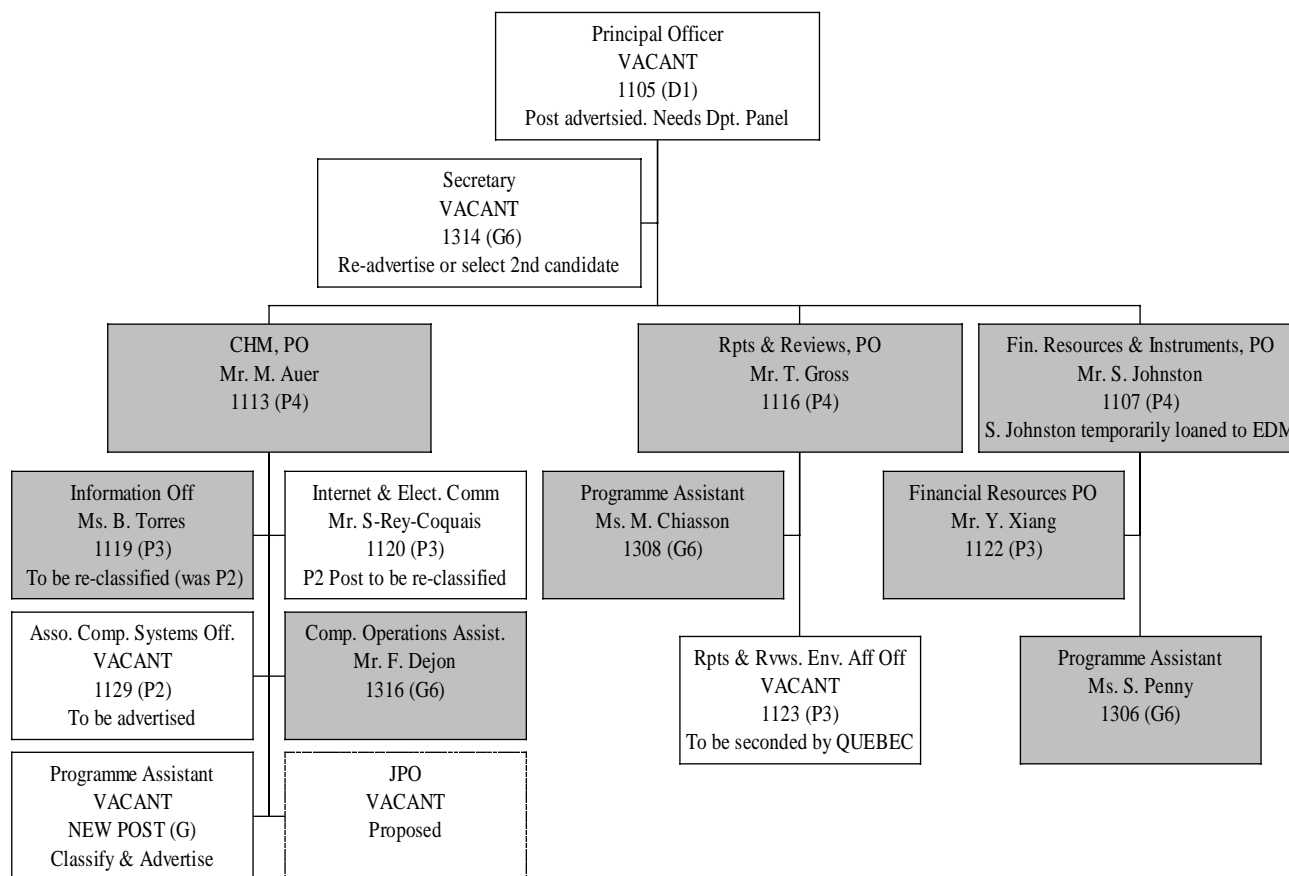 Principal Officer
VACANT
1105 (D1)
Post advertsied. Needs Dpt. Panel
Secretary
VACANT
1314 (G6)
Re-advertise or select 2nd candidate
CHM, PO
Mr. M. Auer
1113 (P4)
Rpts & Reviews, PO
Mr. T. Gross
1116 (P4)
Fin. Resources & Instruments, PO
Mr. S. Johnston
1107 (P4)
S. Johnston temporarily loaned to EDM
Information Off
Ms. B. Torres
1119 (P3)
To be re-classified (was P2)
Internet & Elect. Comm
Mr. S-Rey-Coquais
1120 (P3)
P2 Post to be re-classified
Programme Assistant
Ms. M. Chiasson
1308 (G6)
Financial Resources PO
Mr. Y. Xiang
1122 (P3)
Asso. Comp. Systems Off.
VACANT
1129 (P2)
To be advertised
Comp. Operations Assist.
Mr. F. Dejon
1316 (G6)
Rpts & Rvws. Env. Aff Off
VACANT
1123 (P3)
To be seconded by QUEBEC
Programme Assistant
Ms. S. Penny
1306 (G6)
Programme Assistant
VACANT
NEW POST (G)
Classify & Advertise
JPO
VACANT
Proposed